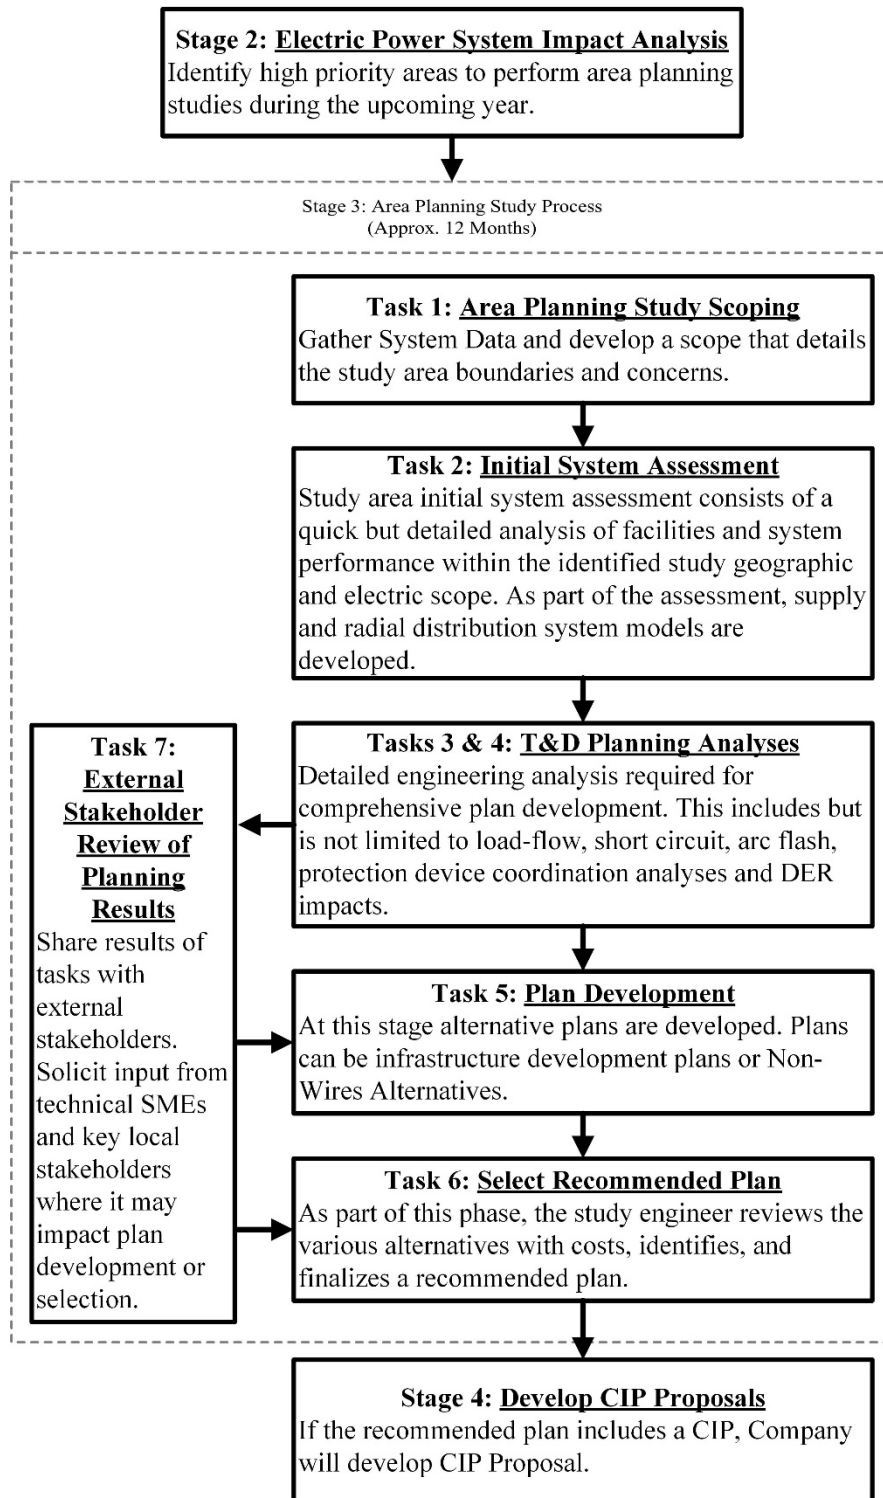 Stage 2: Electric Power System Impact Analysis
Identify high priority areas to perform area planning
studies during the upcoming year.
Stage 3: Area Planning Study Process
(Approx. 12 Months)
Task 1: Area Planning Study Scoping
Gather System Data and develop a scope that details
the study area boundaries and concerns.
Task 2: Initial System Assessment
Study area initial system assessment consists of a
quick but detailed analysis of facilities and system
performance within the identified study geographic
and electric scope. As part of the assessment, supply
and radial distribution system models are
developed.
Tasks 3 & 4: T&D Planning Analyses
Detailed engineering analysis required for
comprehensive plan development. This includes but
is not limited to load-flow, short circuit, arc flash,
protection device coordination analyses and DER
impacts.
Task 7:
External
Stakeholder
Review of
Planning
Results
Share results of
tasks with
external
stakeholders.
Solicit input from
technical SMEs
and key local
stakeholders
where it may
impact plan
development or
selection.
Task 5: Plan Development
At this stage alternative plans are developed. Plans
can be infrastructure development plans or Non-
Wires Alternatives.
Task 6: Select Recommended Plan
As part of this phase, the study engineer reviews the
various alternatives with costs, identifies, and
finalizes a recommended plan.
Stage 4: Develop CIP Proposals
If the recommended plan includes a CIP, Company
will develop CIP Proposal.